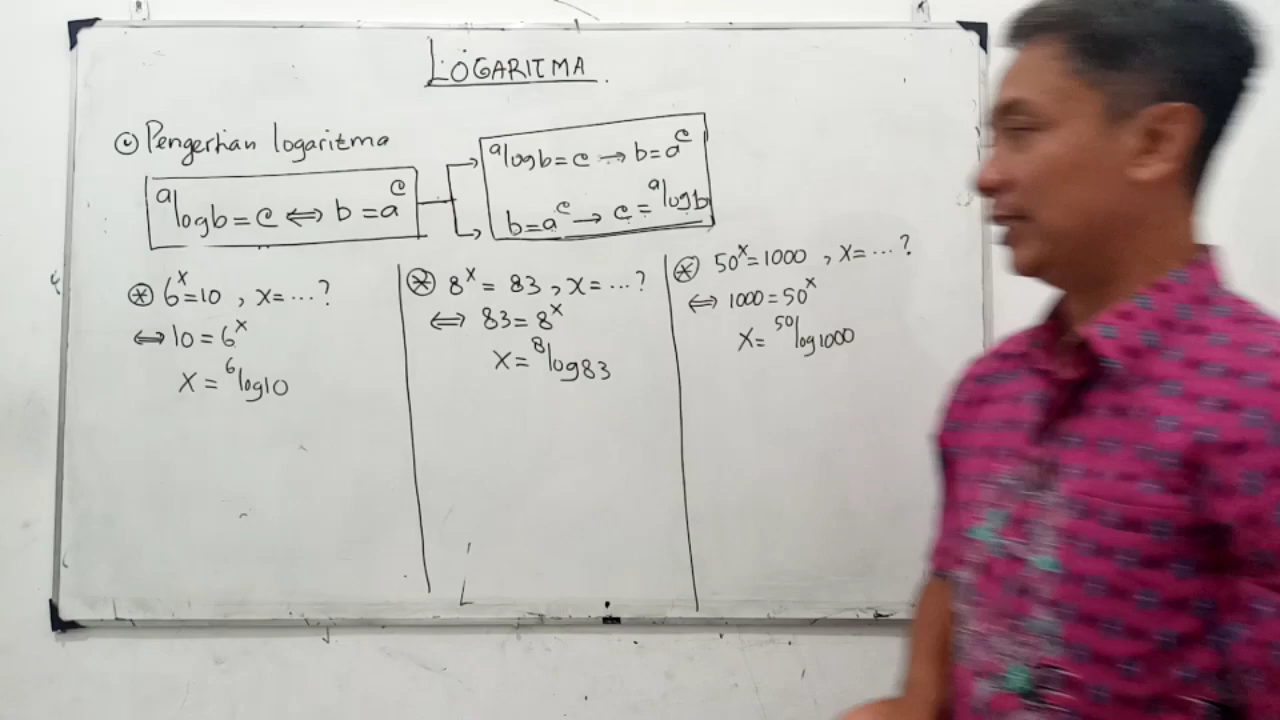 LOGARITMA
Pengertian logaritma
ᵃlog b = c ⇔ b = aᶜ
ᵃlog b = c → b = aᶜ
b = aᶜ → c = ᵃlog b
⊛ 6ˣ = 10 , x = ... ?
⇔ 10 = 6ˣ
x = ⁶log 10
⊛ 8ˣ = 83 , x = ... ?
⇔ 83 = 8ˣ
x = ⁸log 83
⊛ 50ˣ = 1000 , x = ... ?
⇔ 1000 = 50ˣ
x = ⁵⁰log 1000